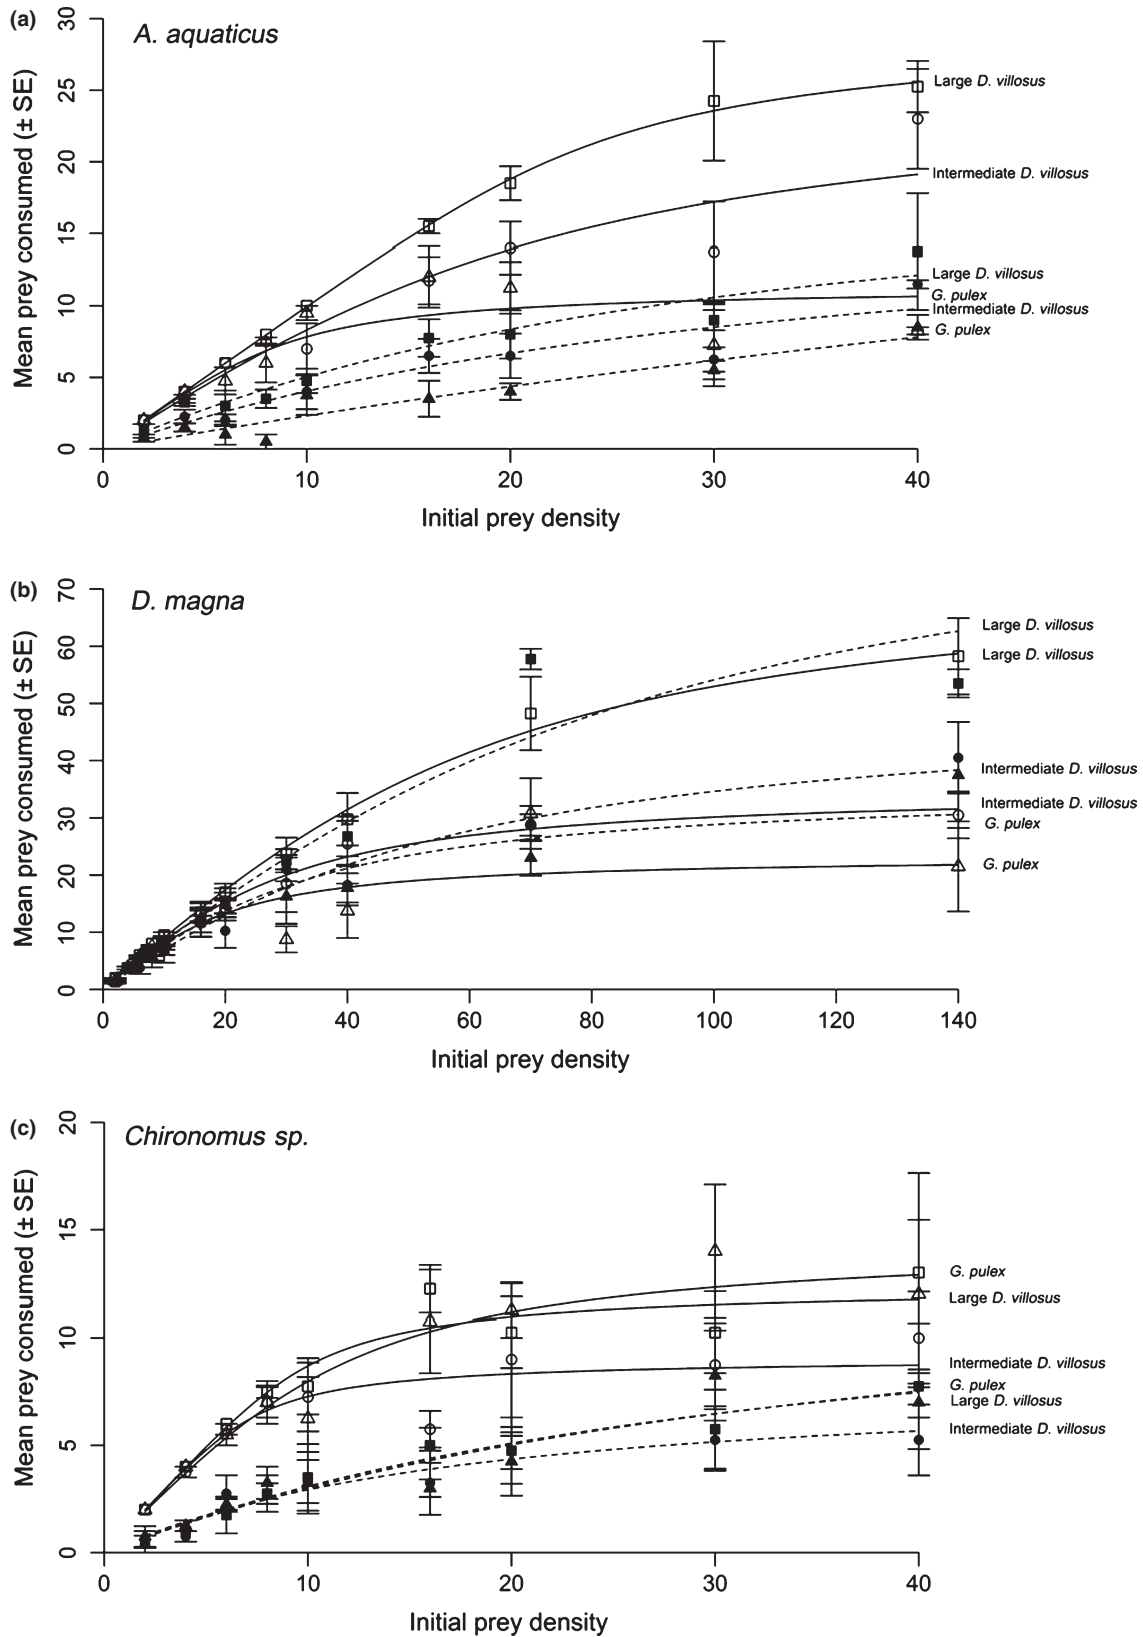 (a)
A. aquaticus
Mean prey consumed (± SE)
30
25
20
15
10
5
0
Large D. villosus
Intermediate D. villosus
Large D. villosus
G. pulex
Intermediate D. villosus
G. pulex
0 10 20 30 40
Initial prey density
(b)
D. magna
Mean prey consumed (± SE)
70
60
50
40
30
20
10
0
Large D. villosus
Large D. villosus
Intermediate D. villosus
Intermediate D. villosus
G. pulex
G. pulex
0 20 40 60 80 100 120 140
Initial prey density
(c)
Chironomus sp.
Mean prey consumed (± SE)
20
15
10
5
0
G. pulex
Large D. villosus
Intermediate D. villosus
G. pulex
Large D. villosus
Intermediate D. villosus
0 10 20 30 40
Initial prey density